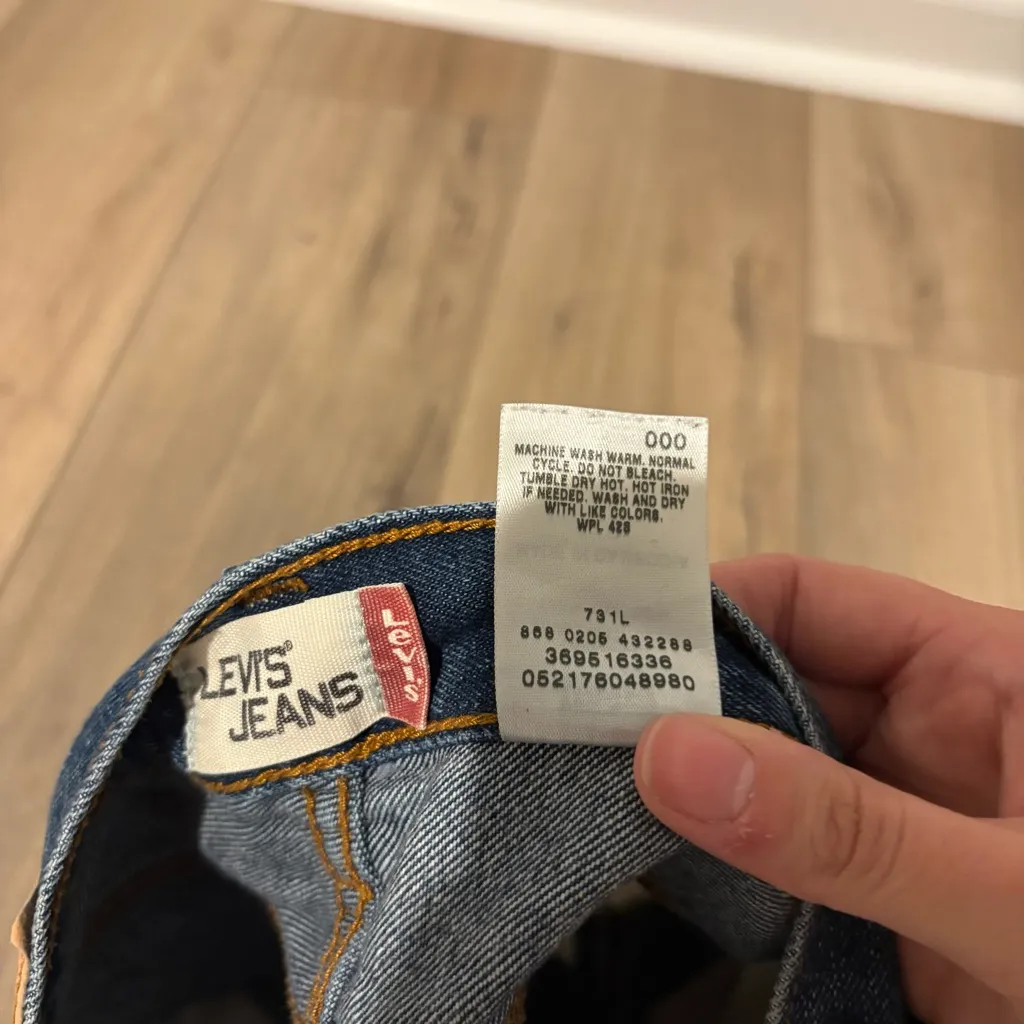 000
MACHINE WASH WARM, NORMAL
CYCLE. DO NOT BLEACH.
TUMBLE DRY HOT. HOT IRON
IF NEEDED. WASH AND DRY
WITH LIKE COLORS.
WPL 423
731L
868 0205 432288
369516336
052176048980
LEVI'S®
JEANS
LEVI'S